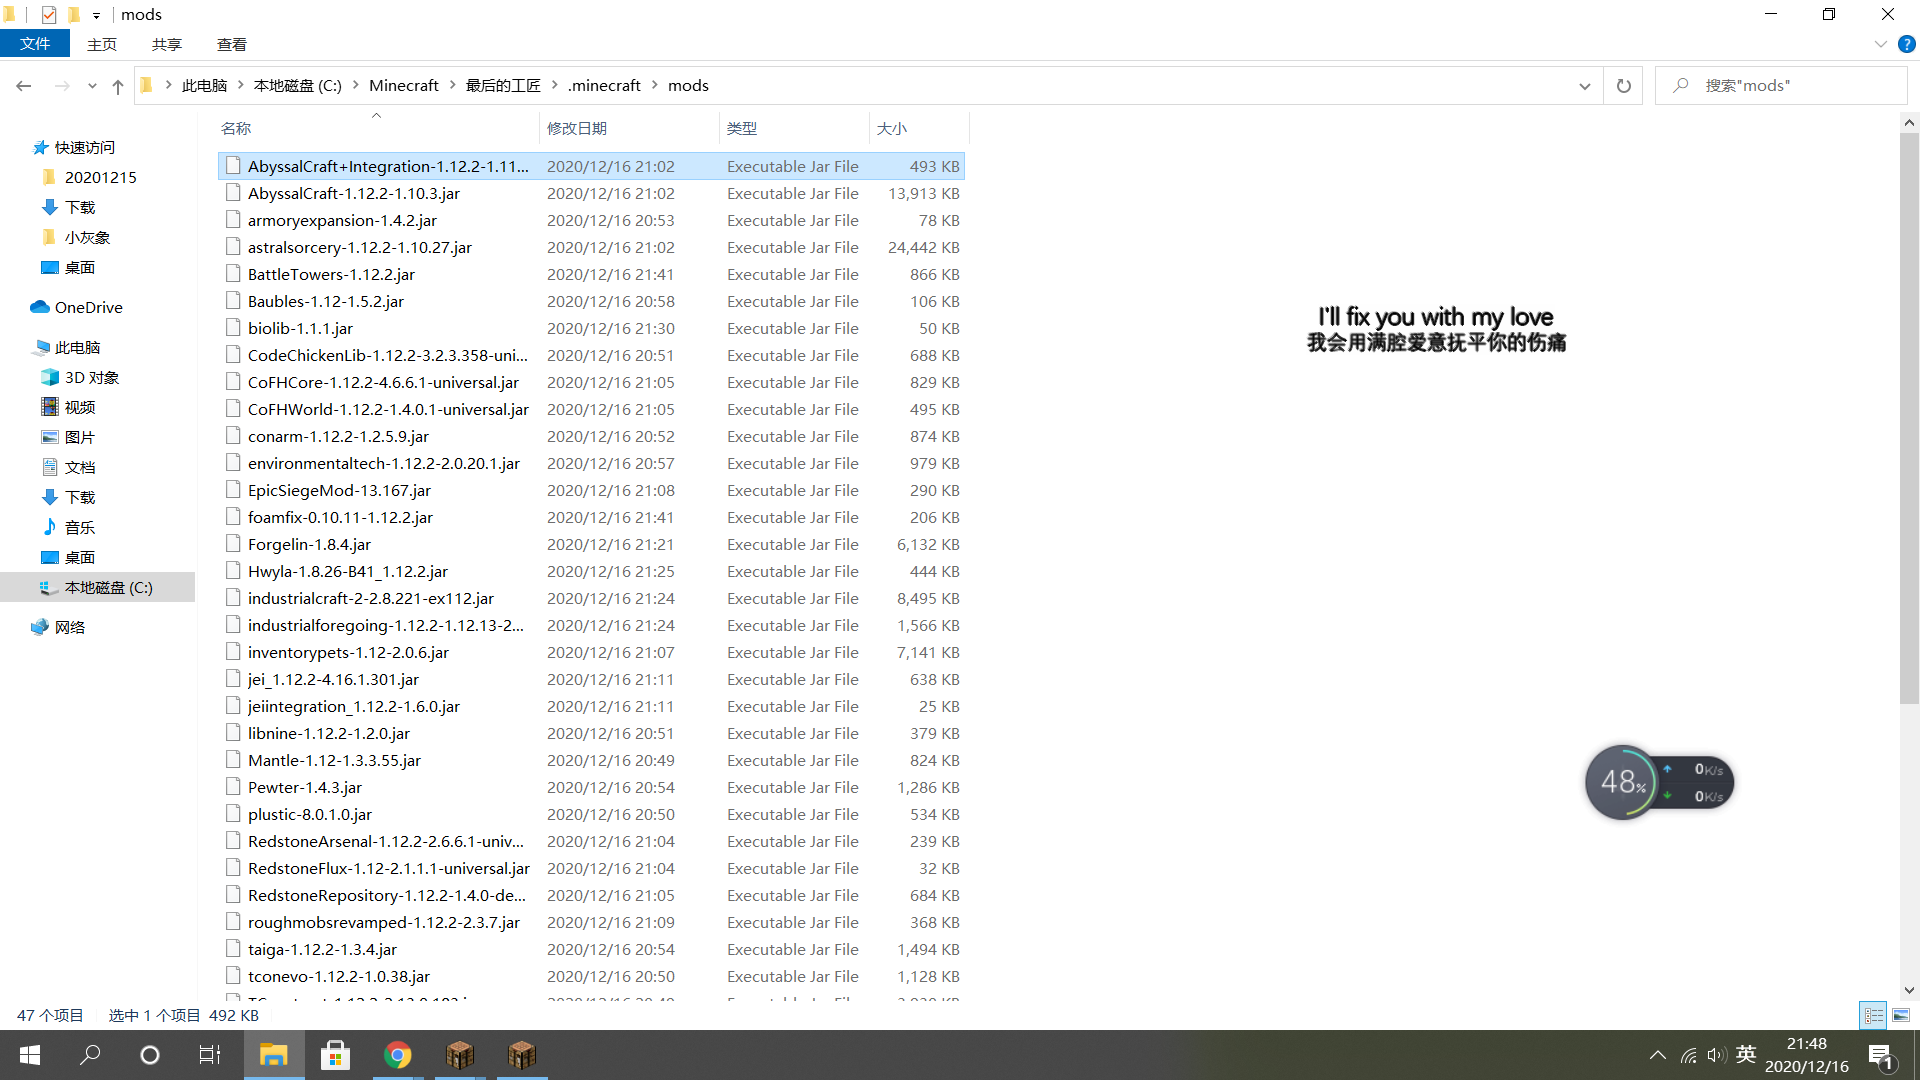 mods
文件 主页 共享 查看
此电脑 本地磁盘 (C:) Minecraft 最后的工匠 .minecraft mods
搜索"mods"
快速访问
20201215
下载
小灰象
桌面
OneDrive
此电脑
3D 对象
视频
图片
文档
下载
音乐
桌面
本地磁盘 (C:)
网络
名称 修改日期 类型 大小
AbyssalCraft+Integration-1.12.2-1.11... 2020/12/16 21:02 Executable Jar File 493 KB
AbyssalCraft-1.12.2-1.10.3.jar 2020/12/16 21:02 Executable Jar File 13,913 KB
armoryexpansion-1.4.2.jar 2020/12/16 20:53 Executable Jar File 78 KB
astralsorcery-1.12.2-1.10.27.jar 2020/12/16 21:02 Executable Jar File 24,442 KB
BattleTowers-1.12.2.jar 2020/12/16 21:41 Executable Jar File 866 KB
Baubles-1.12-1.5.2.jar 2020/12/16 20:58 Executable Jar File 106 KB
biolib-1.1.1.jar 2020/12/16 21:30 Executable Jar File 50 KB
CodeChickenLib-1.12.2-3.2.3.358-uni... 2020/12/16 20:51 Executable Jar File 688 KB
CoFHCore-1.12.2-4.6.6.1-universal.jar 2020/12/16 21:05 Executable Jar File 829 KB
CoFHWorld-1.12.2-1.4.0.1-universal.jar 2020/12/16 21:05 Executable Jar File 495 KB
conarm-1.12.2-1.2.5.9.jar 2020/12/16 20:52 Executable Jar File 874 KB
environmentaltech-1.12.2-2.0.20.1.jar 2020/12/16 20:57 Executable Jar File 979 KB
EpicSiegeMod-13.167.jar 2020/12/16 21:08 Executable Jar File 290 KB
foamfix-0.10.11-1.12.2.jar 2020/12/16 21:41 Executable Jar File 206 KB
Forgelin-1.8.4.jar 2020/12/16 21:21 Executable Jar File 6,132 KB
Hwyla-1.8.26-B41_1.12.2.jar 2020/12/16 21:25 Executable Jar File 444 KB
industrialcraft-2-2.8.221-ex112.jar 2020/12/16 21:24 Executable Jar File 8,495 KB
industrialforegoing-1.12.2-1.12.13-2... 2020/12/16 21:24 Executable Jar File 1,566 KB
inventorypets-1.12-2.0.6.jar 2020/12/16 21:07 Executable Jar File 7,141 KB
jei_1.12.2-4.16.1.301.jar 2020/12/16 21:11 Executable Jar File 638 KB
jeiintegration_1.12.2-1.6.0.jar 2020/12/16 21:11 Executable Jar File 25 KB
libnine-1.12.2-1.2.0.jar 2020/12/16 20:51 Executable Jar File 379 KB
Mantle-1.12-1.3.3.55.jar 2020/12/16 20:49 Executable Jar File 824 KB
Pewter-1.4.3.jar 2020/12/16 20:54 Executable Jar File 1,286 KB
plustic-8.0.1.0.jar 2020/12/16 20:50 Executable Jar File 534 KB
RedstoneArsenal-1.12.2-2.6.6.1-univ... 2020/12/16 21:04 Executable Jar File 239 KB
RedstoneFlux-1.12-2.1.1.1-universal.jar 2020/12/16 21:04 Executable Jar File 32 KB
RedstoneRepository-1.12.2-1.4.0-de... 2020/12/16 21:05 Executable Jar File 684 KB
roughmobsrevamped-1.12.2-2.3.7.jar 2020/12/16 21:09 Executable Jar File 368 KB
taiga-1.12.2-1.3.4.jar 2020/12/16 20:54 Executable Jar File 1,494 KB
tconevo-1.12.2-1.0.38.jar 2020/12/16 20:50 Executable Jar File 1,128 KB
I'll fix you with my love
我会用满腔爱意抚平你的伤痛
48%
0K/s
0K/s
47 个项目 选中 1 个项目 492 KB
英
21:48
2020/12/16
1